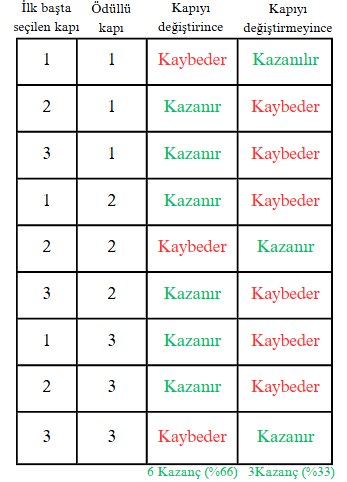 İlk başta Ödüllü Kapıyı Kapıyı
seçilen kapı kapı değiştirince değiştirmeyince
1 1 Kaybeder Kazanılır
2 1 Kazanır Kaybeder
3 1 Kazanır Kaybeder
1 2 Kazanır Kaybeder
2 2 Kaybeder Kazanır
3 2 Kazanır Kaybeder
1 3 Kazanır Kaybeder
2 3 Kazanır Kaybeder
3 3 Kaybeder Kazanır
6 Kazanç (%66) 3Kazanç (%33)